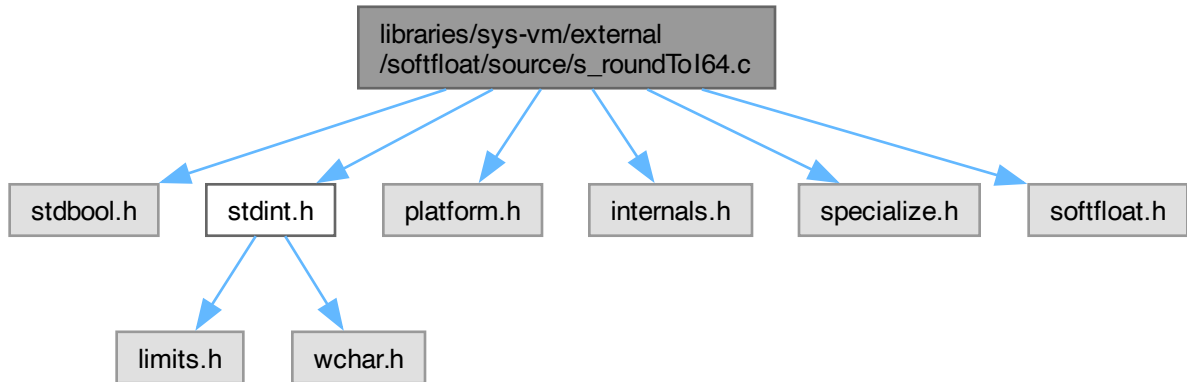 libraries/sys-vm/external
/softfloat/source/s_roundToI64.c
stdbool.h
stdint.h
platform.h
internals.h
specialize.h
softfloat.h
limits.h
wchar.h